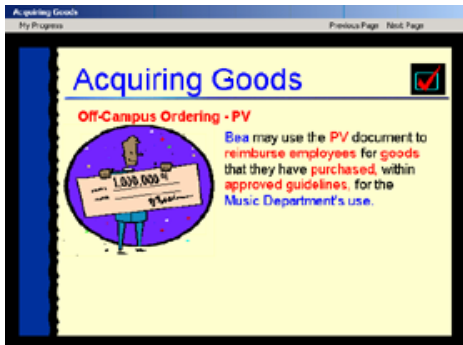 Acquiring Goods
My Progress Previous Page Next Page
Acquiring Goods
Off-Campus Ordering - PV
Bea may use the PV document to
reimburse employees for goods
that they have purchased, within
approved guidelines, for the
Music Department's use.
1,000,000